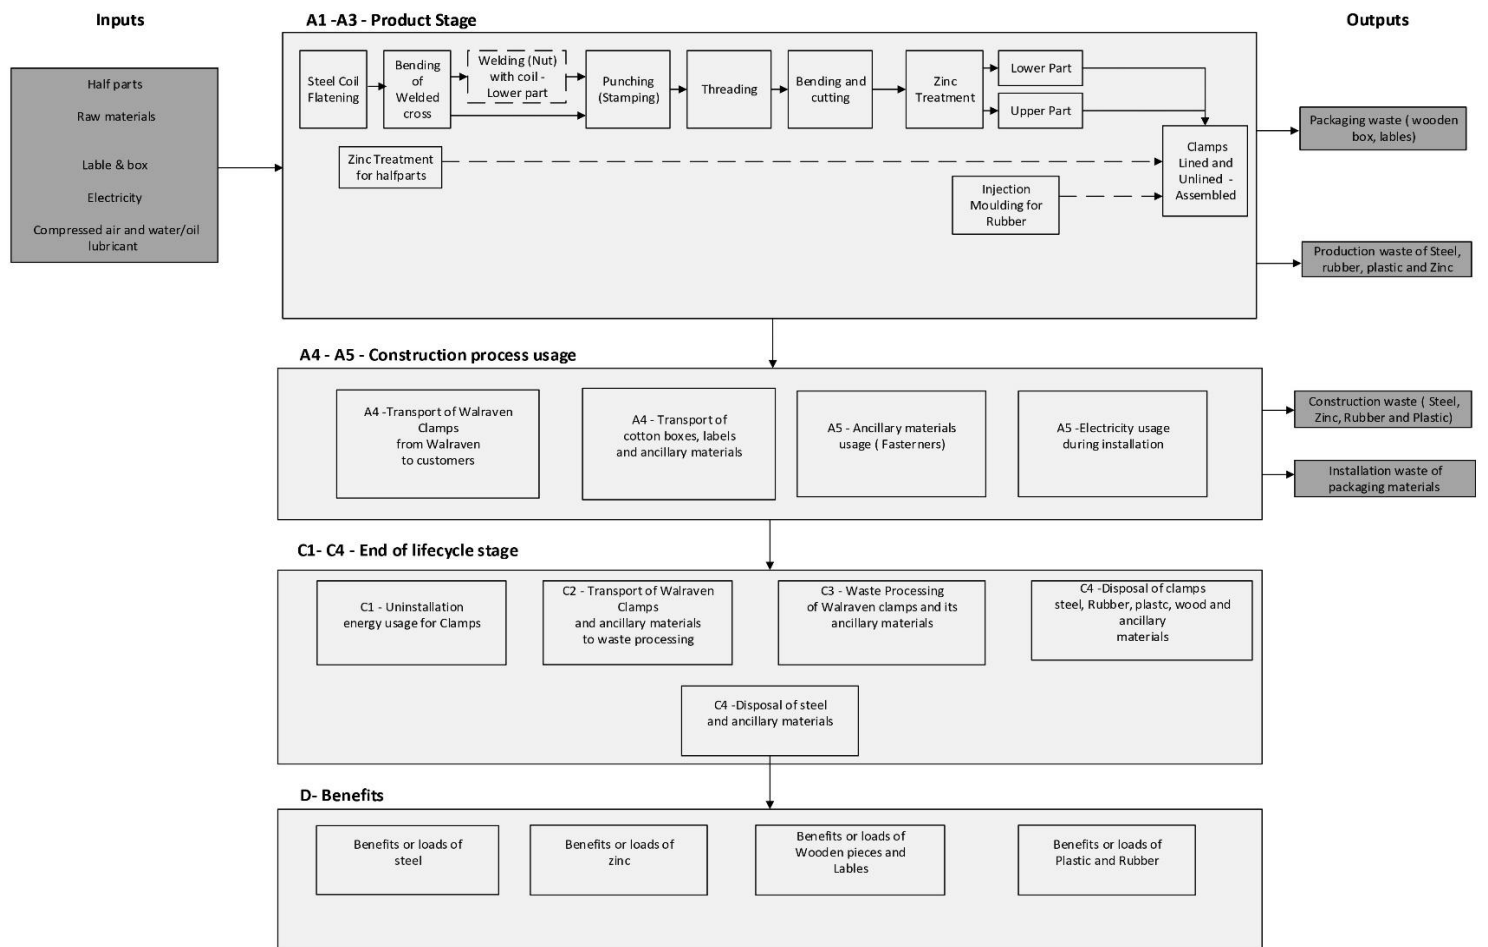 Inputs
A1 -A3 - Product Stage
Outputs
Half parts
Raw materials
Lable & box
Electricity
Compressed air and water/oil
lubricant
Steel Coil
Flatening
Bending
of
Welded
cross
Welding (Nut)
with coil -
Lower part
Punching
(Stamping)
Threading
Bending and
cutting
Zinc
Treatment
Lower Part
Upper Part
Zinc Treatment
for halfparts
Injection
Moulding for
Rubber
Clamps
Lined and
Unlined -
Assembled
Packaging waste ( wooden
box, lables)
Production waste of Steel,
rubber, plastic and Zinc
A4 - A5 - Construction process usage
A4 -Transport of Walraven
Clamps
from Walraven
to customers
A4 - Transport of
cotton boxes, labels
and ancillary materials
A5 - Ancillary materials
usage ( Fasterners)
A5 -Electricity usage
during installation
Construction waste ( Steel,
Zinc, Rubber and Plastic)
Installation waste of
packaging materials
C1- C4 - End of lifecycle stage
C1 - Uninstallation
energy usage for Clamps
C2 - Transport of Walraven
Clamps
and ancillary materials
to waste processing
C3 - Waste Processing
of Walraven clamps and its
ancillary materials
C4 -Disposal of clamps
steel, Rubber, plastc, wood and
ancillary
materials
C4 -Disposal of steel
and ancillary materials
D- Benefits
Benefits or loads of
steel
Benefits or loads of
zinc
Benefits or loads of
Wooden pieces and
Lables
Benefits or loads of
Plastic and Rubber